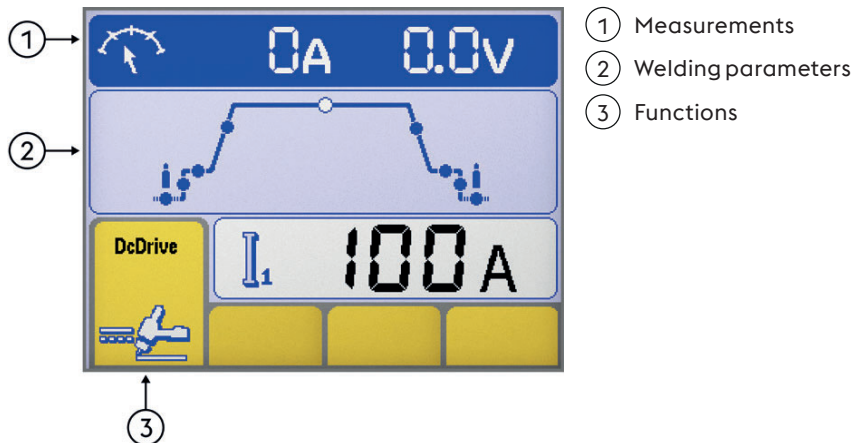 1 0A 0.0V 1 Measurements
2 Welding parameters
3 Functions
2
DcDrive I1 100A
3